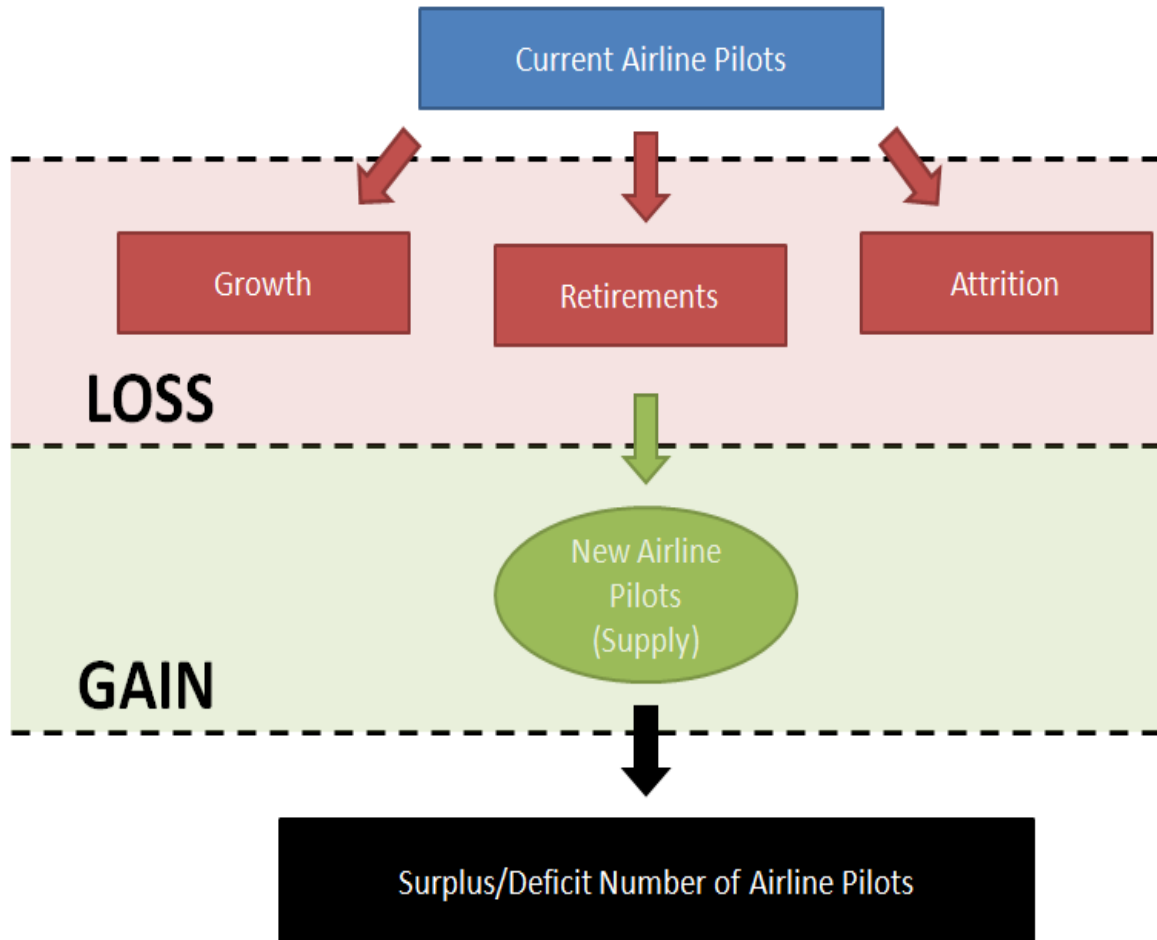 Current Airline Pilots
Growth
Retirements
Attrition
LOSS
New Airline
Pilots
(Supply)
GAIN
Surplus/Deficit Number of Airline Pilots